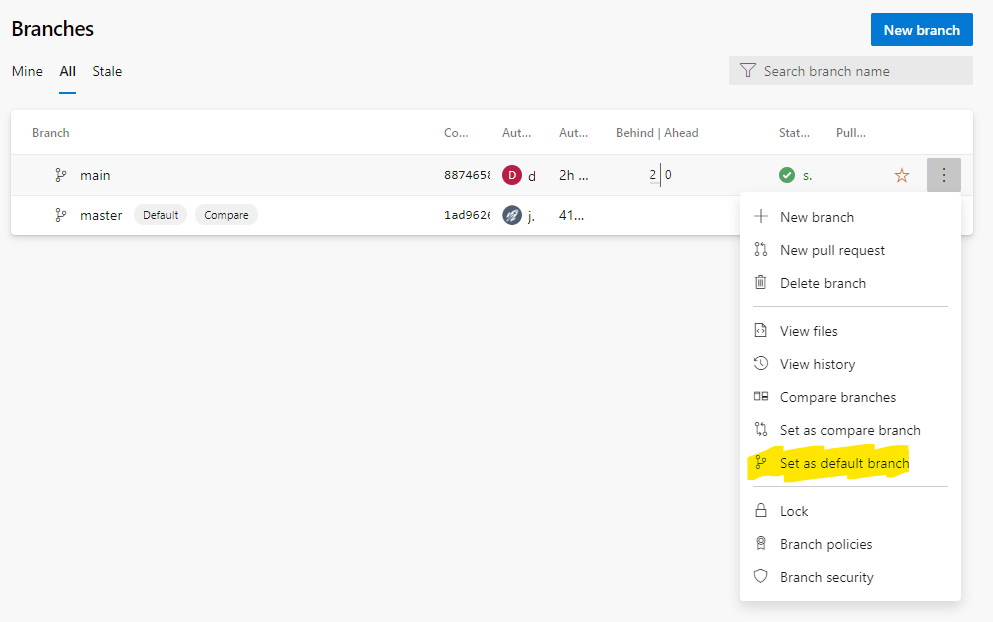 Branches
New branch
Mine All Stale
Search branch name
Branch Co... Aut... Aut... Behind | Ahead Stat... Pull...
main 8874658 D d 2h ... 2 0 s.
master Default Compare 1ad9626 j. 41...
New branch
New pull request
Delete branch
View files
View history
Compare branches
Set as compare branch
Set as default branch
Lock
Branch policies
Branch security